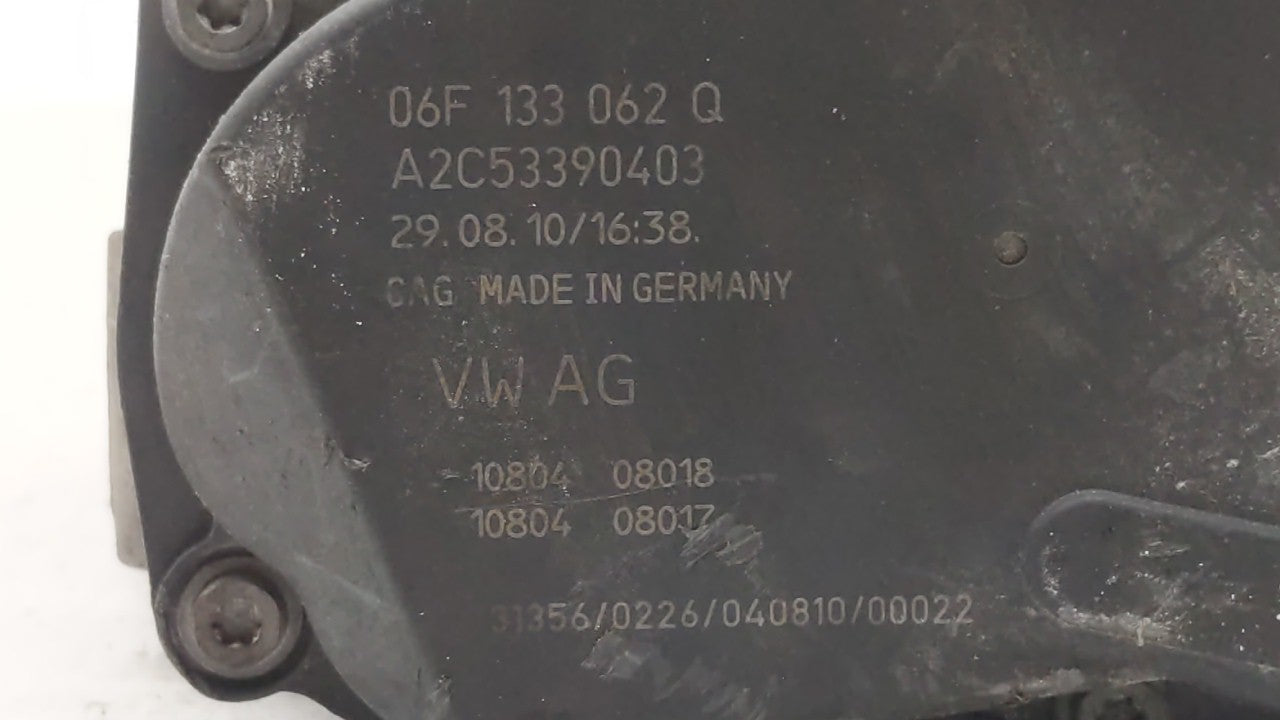 06F 133 062 Q
A2C53390403
29.08.10/16:38.
CAG MADE IN GERMANY
VW AG
10804 08018
10804 08017
31356/0226/040810/00022